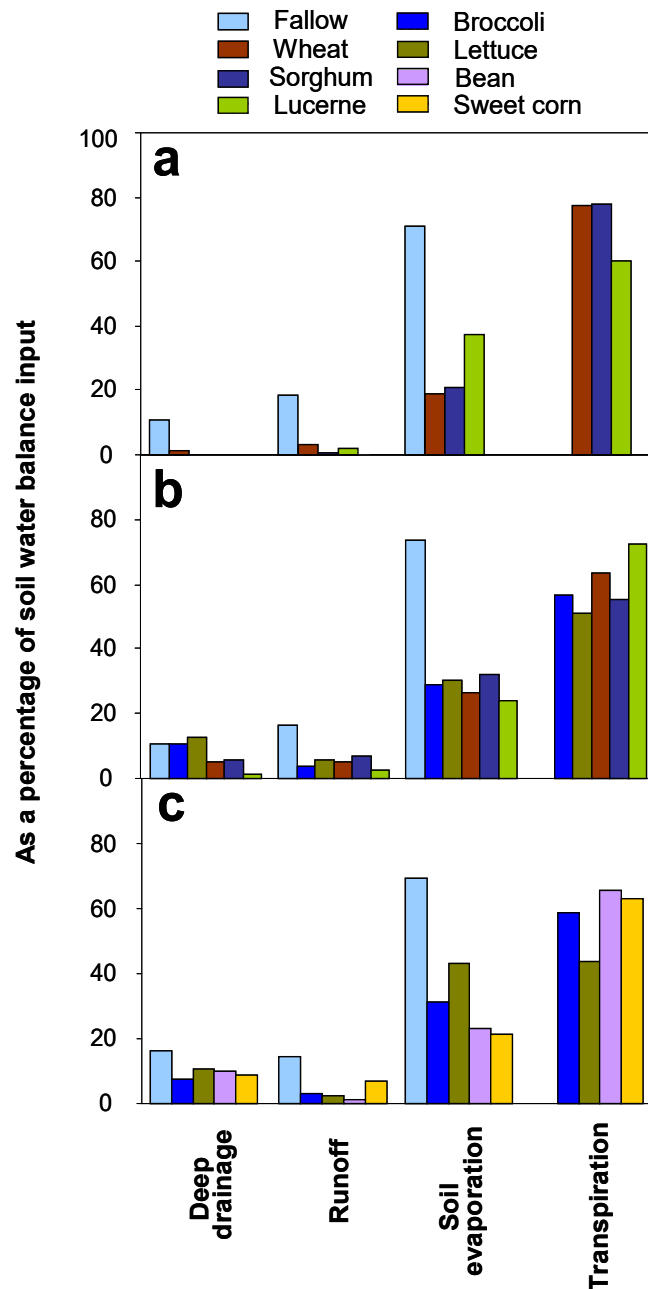 Fallow
Broccoli
Wheat
Lettuce
Sorghum
Bean
Lucerne
Sweet corn
As a percentage of soil water balance input
100
80
60
40
20
0
a
80
60
40
20
0
b
80
60
40
20
0
c
Deep
drainage
Runoff
Soil
evaporation
Transpiration